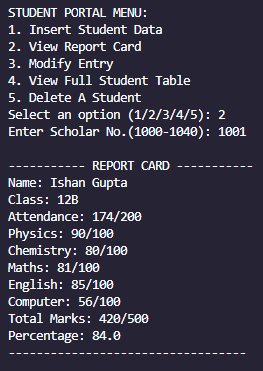 STUDENT PORTAL MENU:
1. Insert Student Data
2. View Report Card
3. Modify Entry
4. View Full Student Table
5. Delete A Student
Select an option (1/2/3/4/5): 2
Enter Scholar No.(1000-1040): 1001
----------- REPORT CARD -----------
Name: Ishan Gupta
Class: 12B
Attendance: 174/200
Physics: 90/100
Chemistry: 80/100
Maths: 81/100
English: 85/100
Computer: 56/100
Total Marks: 420/500
Percentage: 84.0
----------------------------------